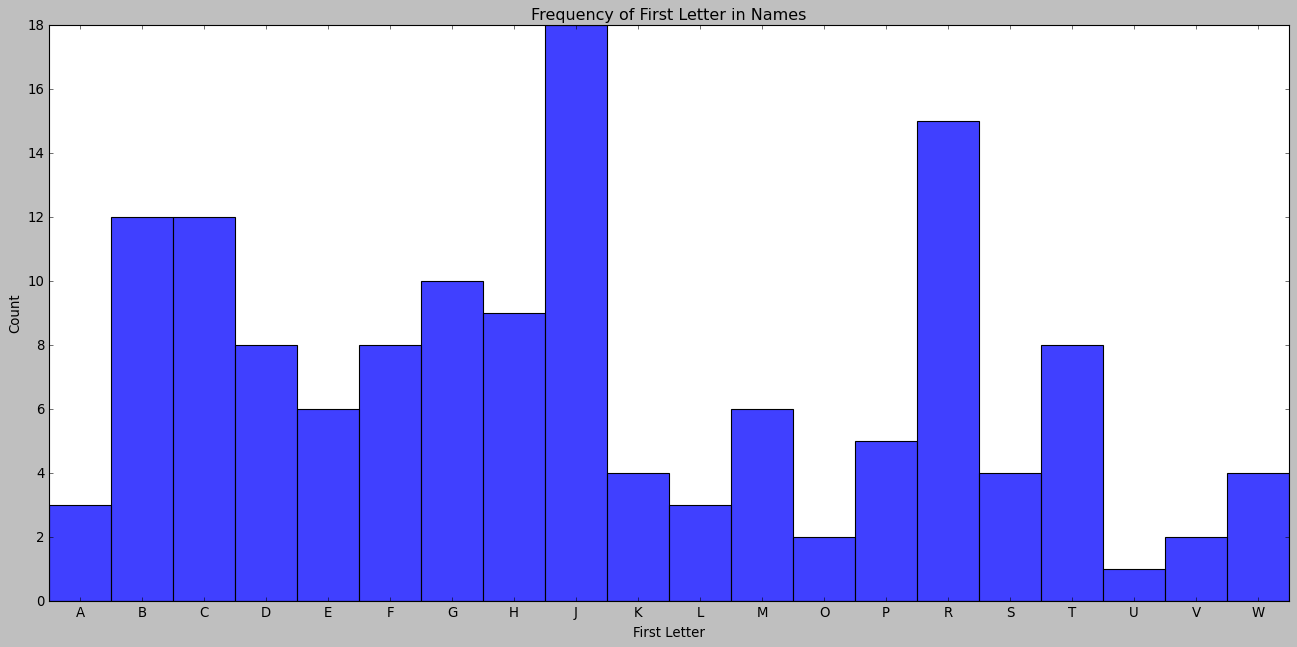 Frequency of First Letter in Names
18
16
14
12
10
8
6
4
2
0
Count
A B C D E F G H J K L M O P R S T U V W
First Letter